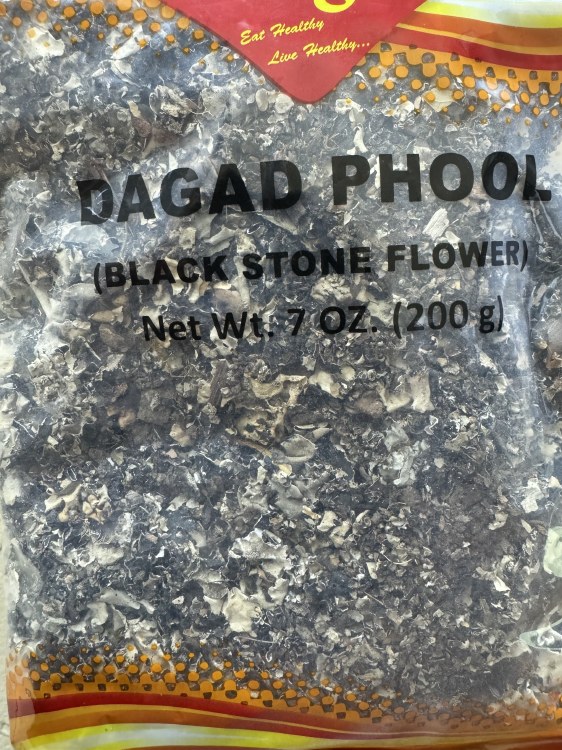 Eat Healthy
Live Healthy...
DAGAD PHOOL
(BLACK STONE FLOWER)
Net Wt. 7 OZ. (200 g)